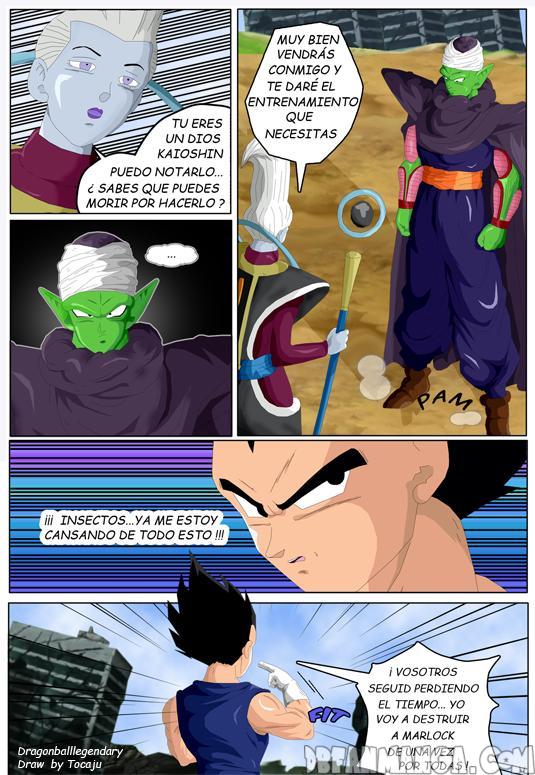 TU ERES
UN DIOS
KAIOSHIN
PUEDO NOTARLO...
¿ SABES QUE PUEDES
MORIR POR HACERLO ?
MUY BIEN
VENDRÁS
CONMIGO Y
TE DARÉ EL
ENTRENAMIENTO
QUE
NECESITAS
...
PAM
¡¡¡ INSECTOS...YA ME ESTOY
CANSANDO DE TODO ESTO !!!
¡ VOSOTROS
SEGUID PERDIENDO
EL TIEMPO... YO
VOY A DESTRUIR
A MARLOCK
DE UNA VEZ
POR TODAS !
FIT
Dragonballlegendary
Draw by Tocaju